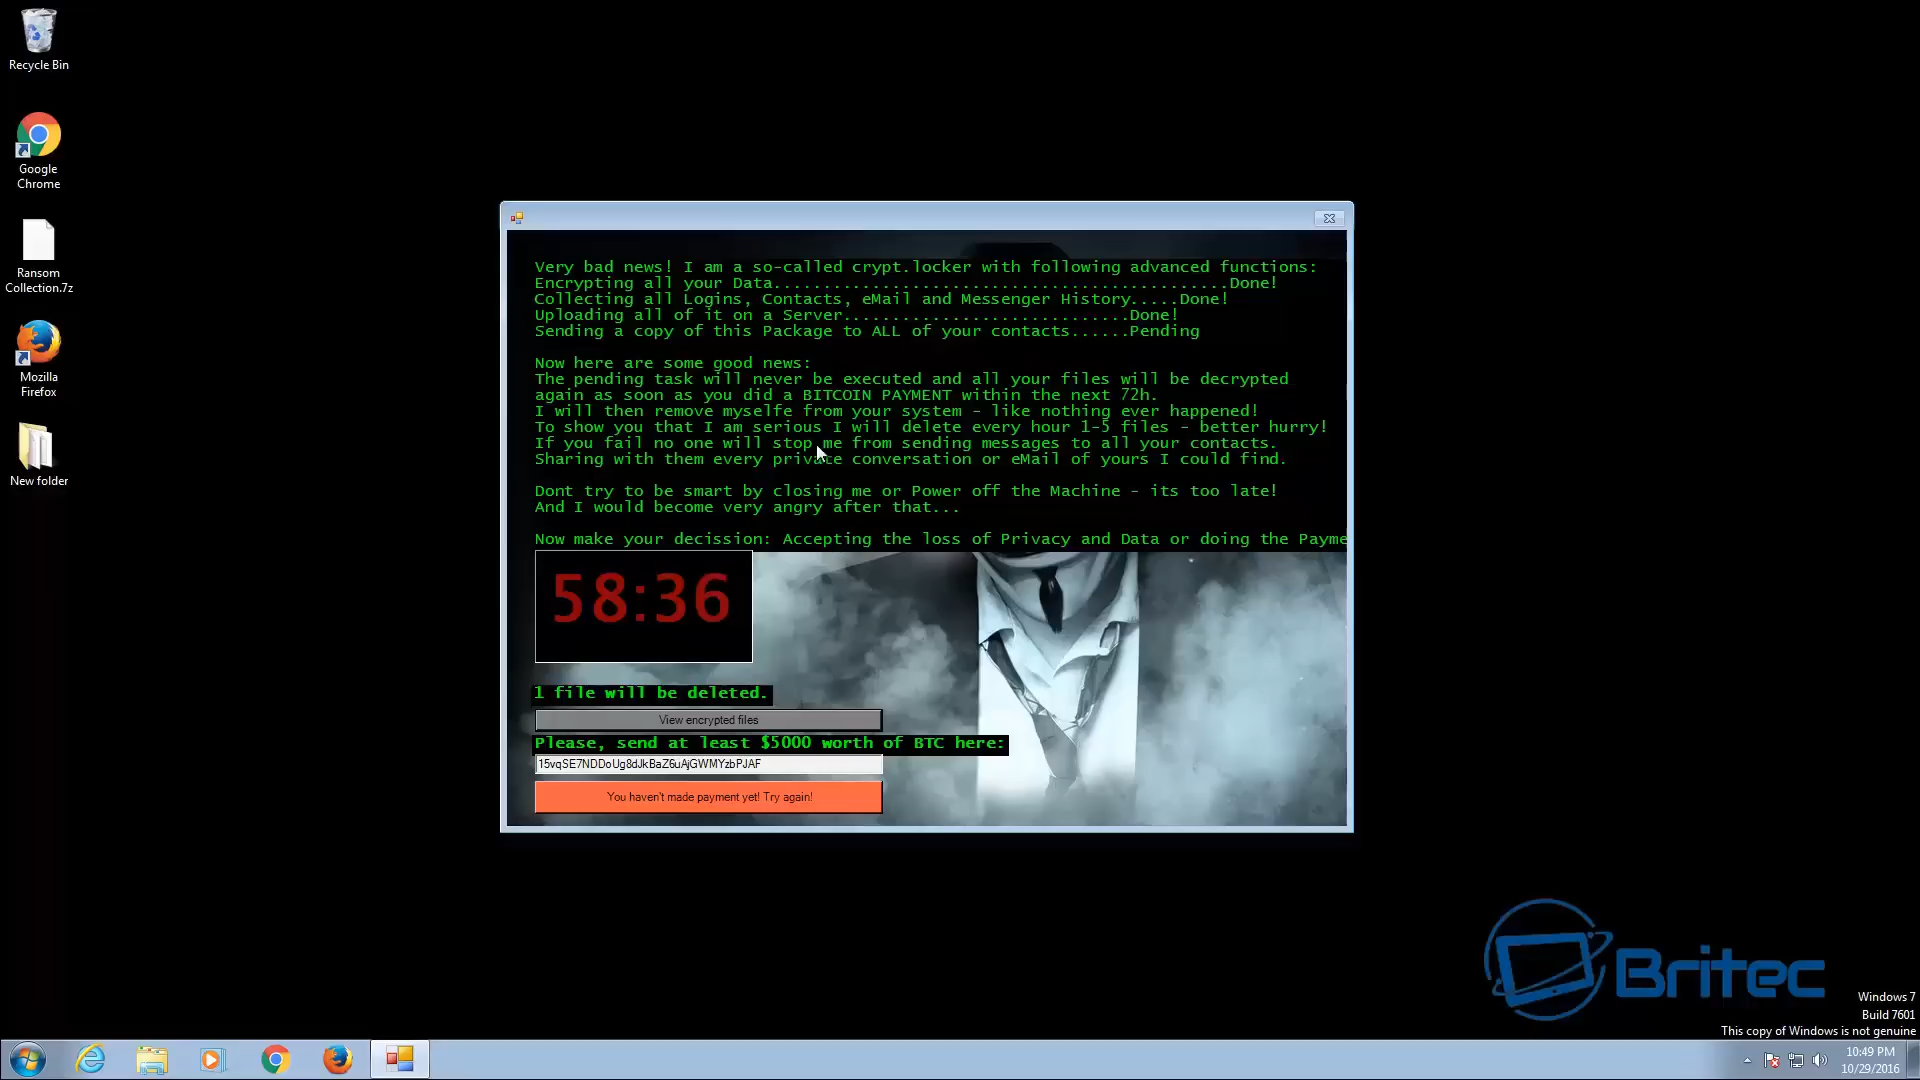 Recycle Bin
Google
Chrome
Ransom
Collection.7z
Mozilla
Firefox
New folder
Very bad news! I am a so-called crypt.locker with following advanced functions:
Encrypting all your Data..............................................Done!
Collecting all Logins, Contacts, eMail and Messenger History.....Done!
Uploading all of it on a Server.............................Done!
Sending a copy of this Package to ALL of your contacts......Pending
Now here are some good news:
The pending task will never be executed and all your files will be decrypted
again as soon as you did a BITCOIN PAYMENT within the next 72h.
I will then remove myselfe from your system - like nothing ever happened!
To show you that I am serious I will delete every hour 1-5 files - better hurry!
If you fail no one will stop me from sending messages to all your contacts.
Sharing with them every private conversation or eMail of yours I could find.
Dont try to be smart by closing me or Power off the Machine - its too late!
And I would become very angry after that...
Now make your decission: Accepting the loss of Privacy and Data or doing the Payme
58:36
1 file will be deleted.
View encrypted files
Please, send at least $5000 worth of BTC here:
15vqSE7NDDoUg8dJkBaZ6uAjGWMYzbPJAF
You haven't made payment yet! Try again!
Britec
Windows 7
Build 7601
This copy of Windows is not genuine
10:49 PM
10/29/2016